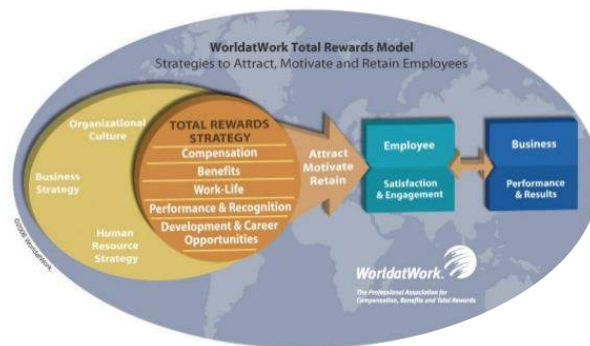 WorldatWork Total Rewards Model
Strategies to Attract, Motivate and Retain Employees
Organizational
Culture
Business
Strategy
Human
Resource
Strategy
TOTAL REWARDS
STRATEGY
Compensation
Benefits
Work-Life
Performance & Recognition
Development & Career
Opportunities
Attract
Motivate
Retain
Employee
Satisfaction
& Engagement
Business
Performance
& Results
WorldatWork.
The Professional Association for
Compensation, Benefits and Total Rewards
WorldatWork.